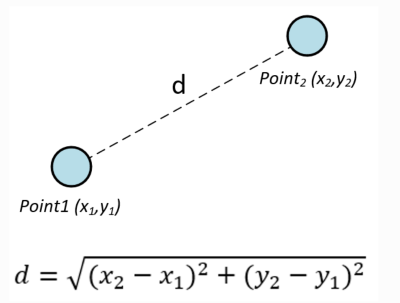 d
Point₂ (x₂,y₂)
Point1 (x₁,y₁)
d = √(x₂ − x₁)² + (y₂ − y₁)²